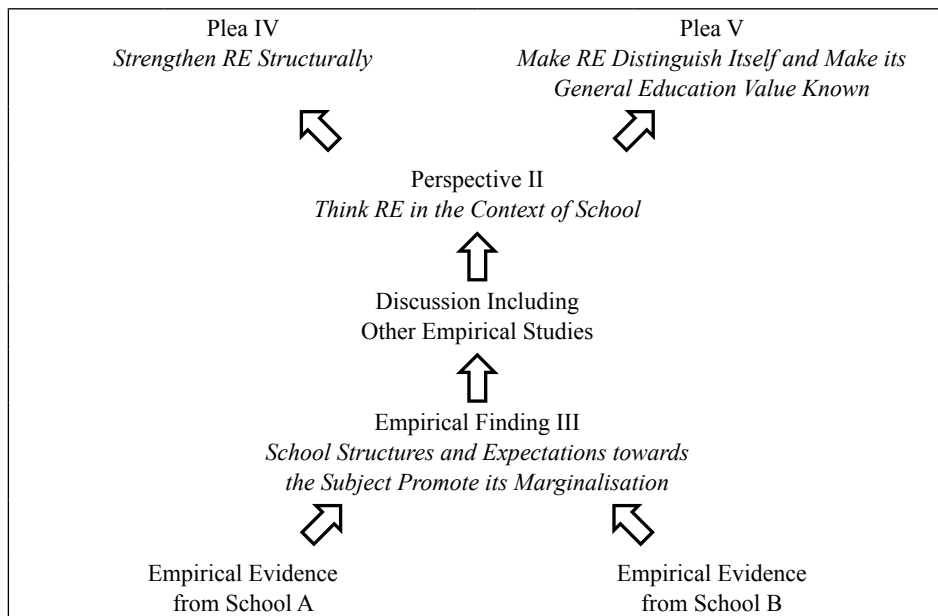 Plea IV
Strengthen RE Structurally
Plea V
Make RE Distinguish Itself and Make its
General Education Value Known
Perspective II
Think RE in the Context of School
Discussion Including
Other Empirical Studies
Empirical Finding III
School Structures and Expectations towards
the Subject Promote its Marginalisation
Empirical Evidence
from School A
Empirical Evidence
from School B